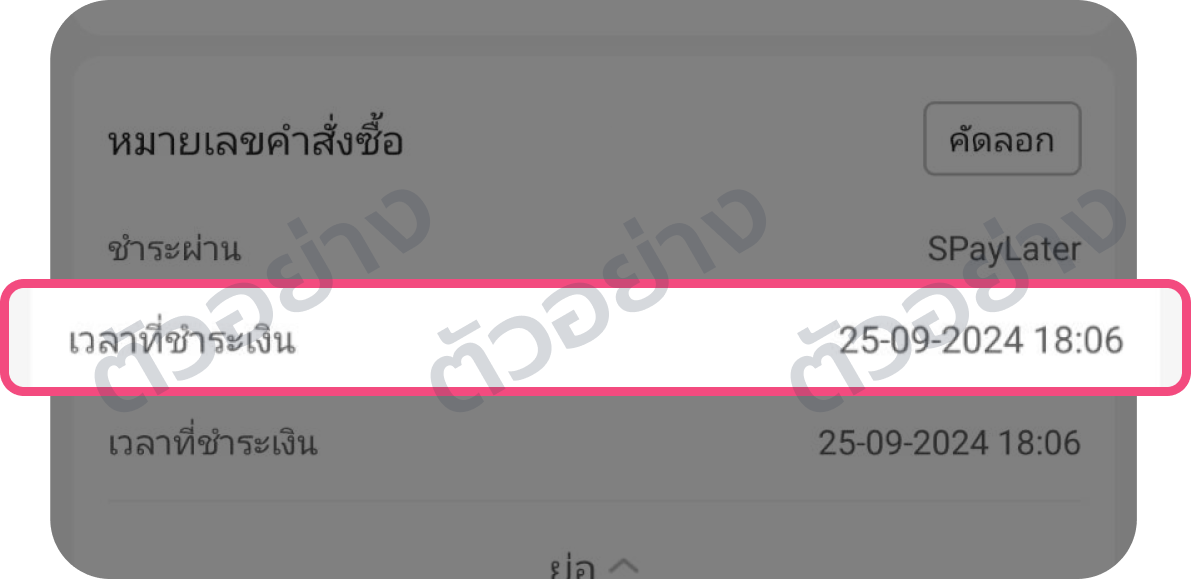 หมายเลขคำสั่งซื้อ คัดลอก
ชำระผ่าน SPayLater
เวลาที่ชำระเงิน 25-09-2024 18:06
เวลาที่ชำระเงิน 25-09-2024 18:06
ย่อ
ตัวอย่าง ตัวอย่าง ตัวอย่าง